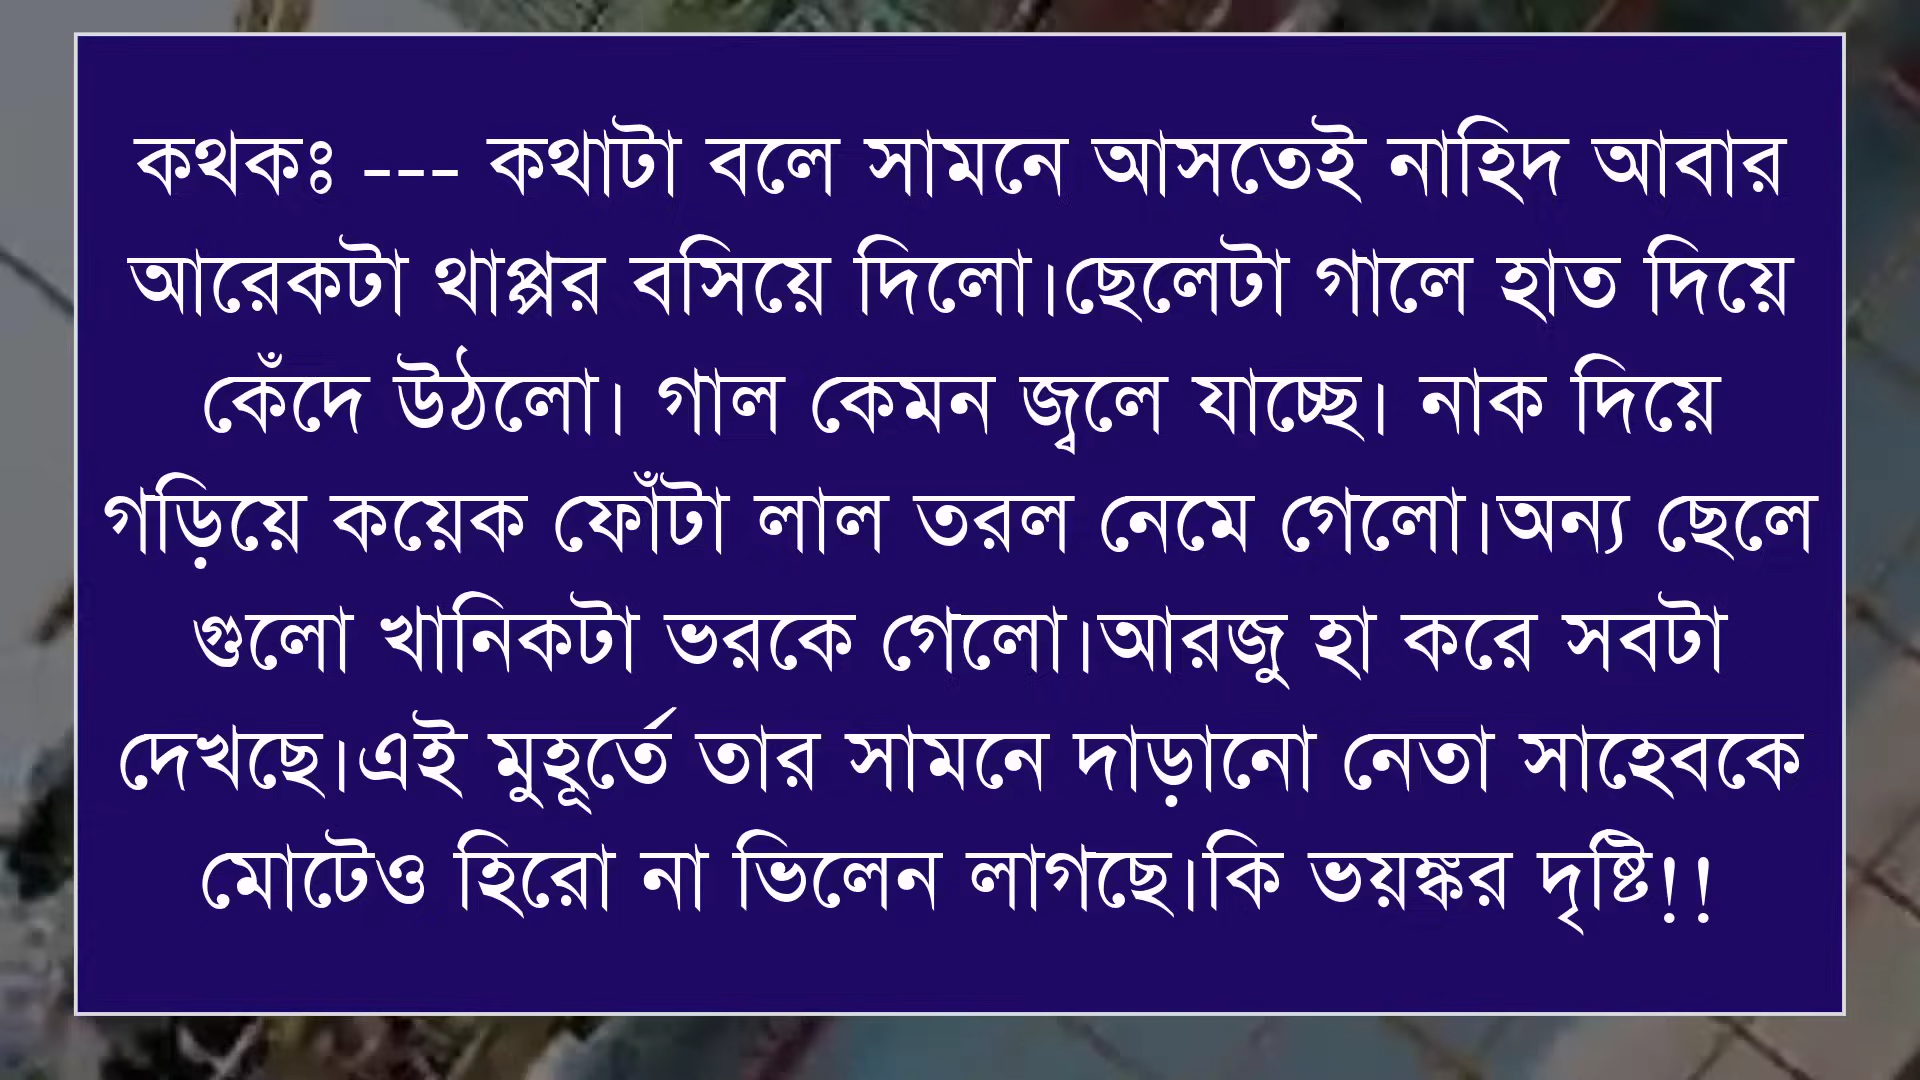 কথকঃ --- কথাটা বলে সামনে আসতেই নাহিদ আবার
আরেকটা থাপ্পর বসিয়ে দিলো।ছেলেটা গালে হাত দিয়ে
কেঁদে উঠলো। গাল কেমন জ্বলে যাচ্ছে। নাক দিয়ে
গড়িয়ে কয়েক ফোঁটা লাল তরল নেমে গেলো।অন্য ছেলে
গুলো খানিকটা ভরকে গেলো।আরজু হা করে সবটা
দেখছে।এই মুহূর্তে তার সামনে দাড়ানো নেতা সাহেবকে
মোটেও হিরো না ভিলেন লাগছে।কি ভয়ঙ্কর দৃষ্টি!!